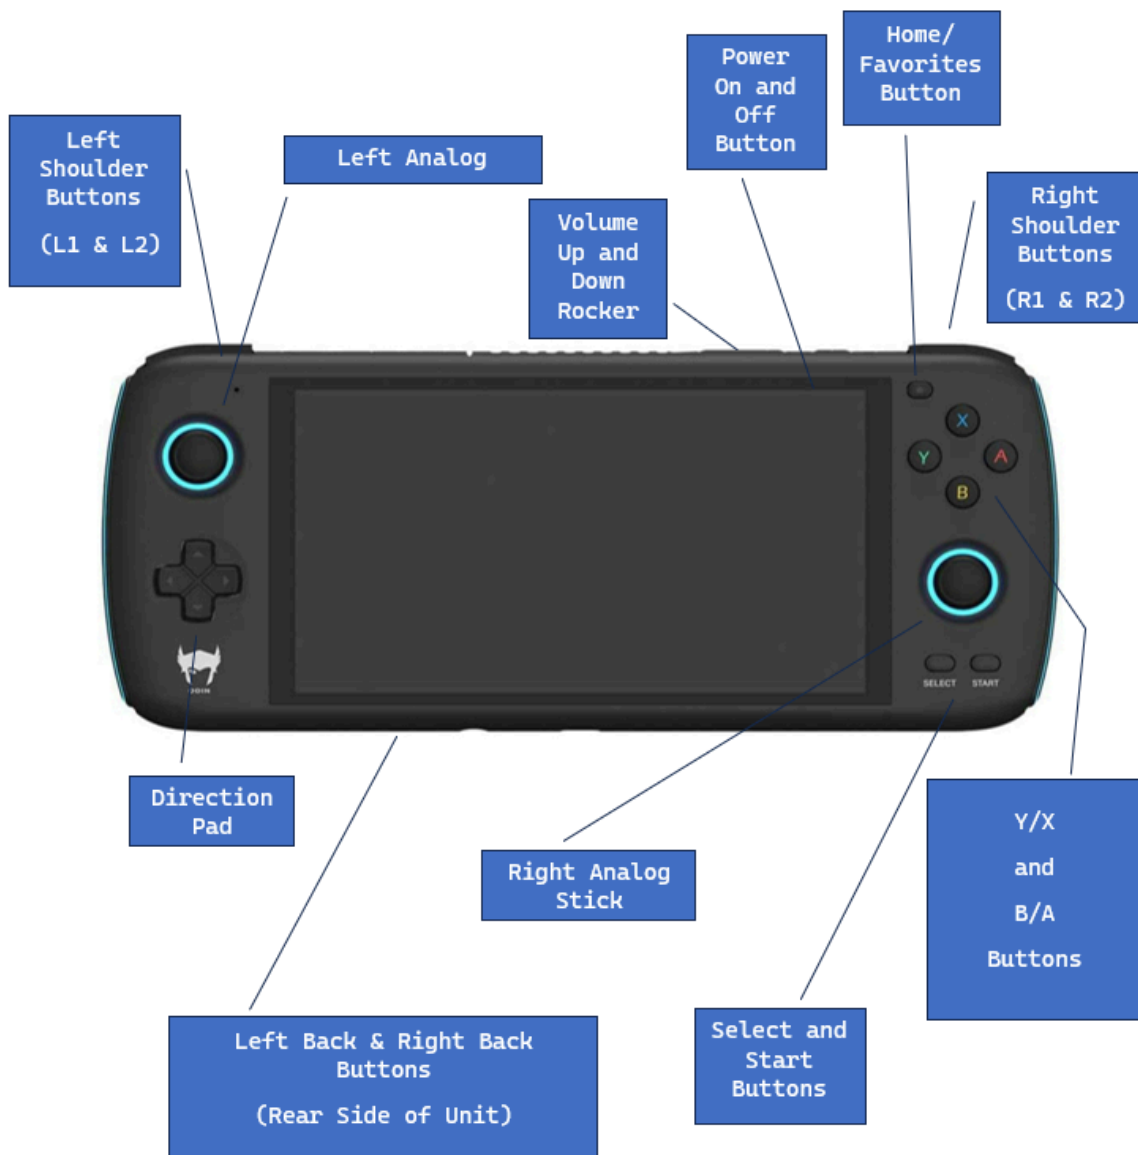 Home/
Favorites
Button
Power
On and
Off
Button
Left
Shoulder
Buttons
(L1 & L2)
Left Analog
Right
Shoulder
Buttons
(R1 & R2)
Volume
Up and
Down
Rocker
X
Y
A
B
JOIN
SELECT START
Direction
Pad
Right Analog
Stick
Y/X
and
B/A
Buttons
Left Back & Right Back
Buttons
(Rear Side of Unit)
Select and
Start
Buttons